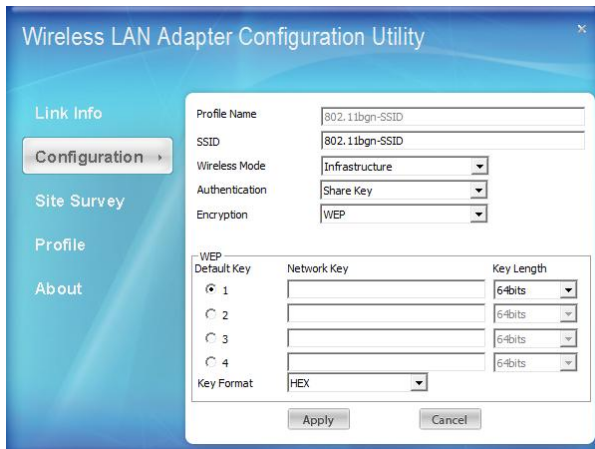 Wireless LAN Adapter Configuration Utility
×
Link Info
Configuration
Site Survey
Profile
About
Profile Name 802.11bgn-SSID
SSID 802.11bgn-SSID
Wireless Mode Infrastructure
Authentication Share Key
Encryption WEP
WEP
Default Key Network Key Key Length
1 64bits
2 64bits
3 64bits
4 64bits
Key Format HEX
Apply Cancel